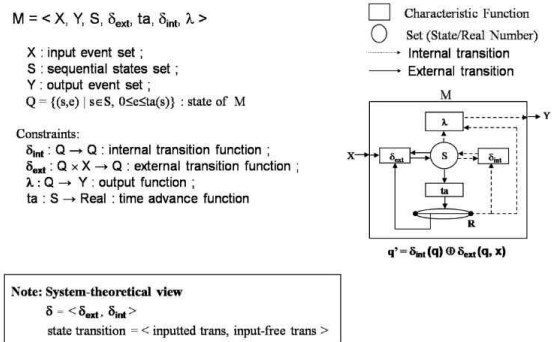 M = < X, Y, S, δext, ta, δint, λ >
X : input event set ;
S : sequential states set ;
Y : output event set ;
Q = {(s,e) | s∈S, 0≤e≤ta(s)} : state of M
Constraints:
δint : Q → Q : internal transition function ;
δext : Q × X → Q : external transition function ;
λ : Q → Y : output function ;
ta : S → Real : time advance function
Characteristic Function
Set (State/Real Number)
Internal transition
External transition
M
λ
Y
X
δext
S
δint
ta
R
q' = δint (q) ⊕ δext (q, x)
Note: System-theoretical view
δ = <δext, δint>
state transition = < inputted trans, input-free trans >